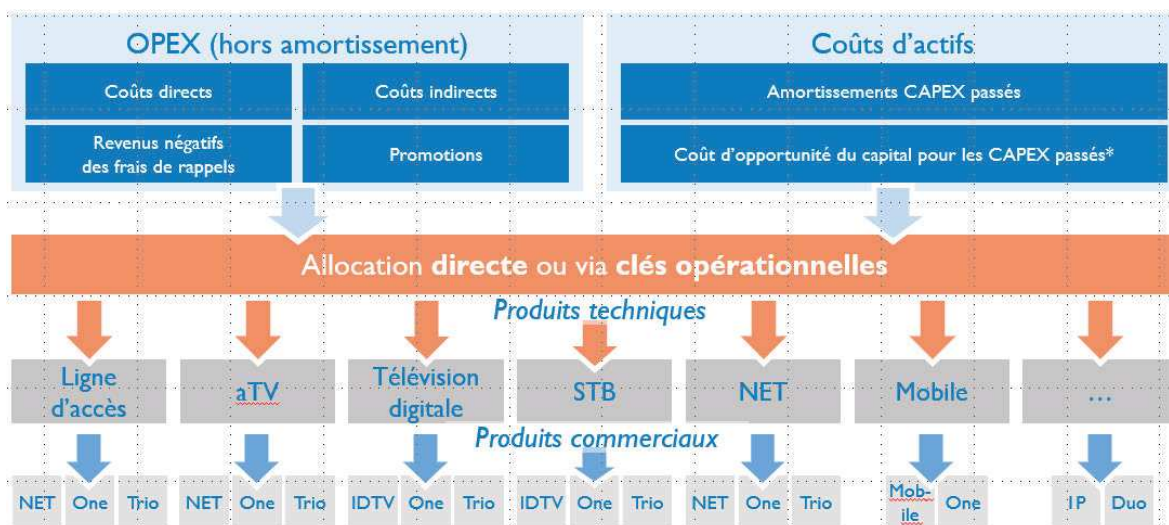 OPEX (hors amortissement)
Coûts d'actifs
Coûts directs
Coûts indirects
Amortissements CAPEX passés
Revenus négatifs
des frais de rappels
Promotions
Coût d'opportunité du capital pour les CAPEX passés*
Allocation directe ou via clés opérationnelles
Produits techniques
Ligne
d'accès
aTV
Télévision
digitale
STB
NET
Mobile
...
Produits commerciaux
NET One Trio
NET One Trio
IDTV One Trio
IDTV One Trio
NET One Trio
Mob-
ile
One
IP Duo